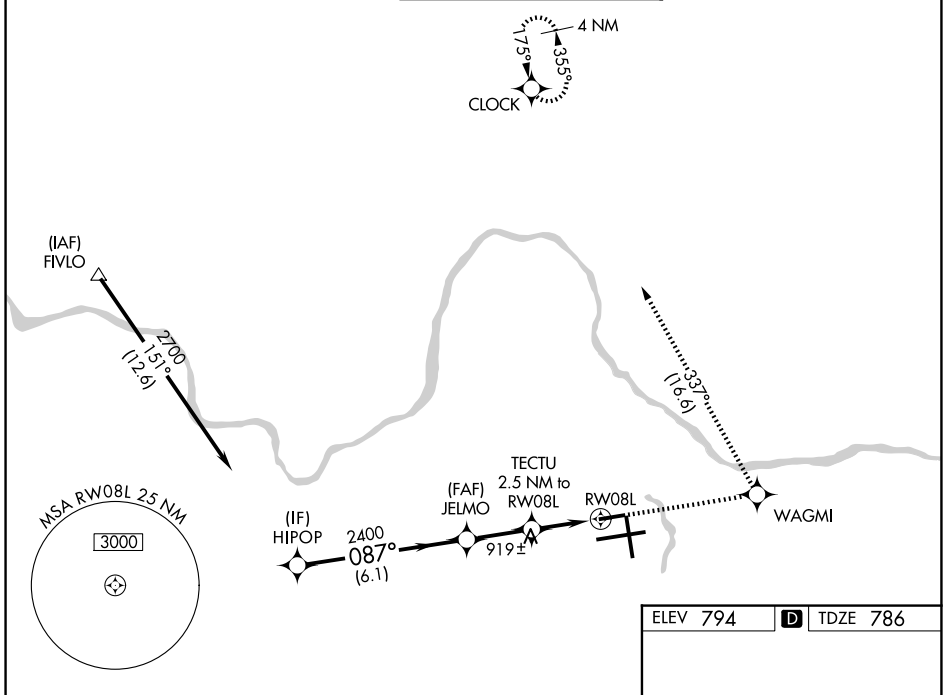 4 NM
175°
355°
CLOCK
(IAF)
FIVLO
2700
151°
(12.6)
337°
(16.6)
TECTU
2.5 NM to
RW08L
(FAF)
JELMO
RW08L
WAGMI
(IF)
HIPOP
2400
087°
(6.1)
919±
MSA RW08L 25 NM
3000
ELEV 794 D TDZE 786